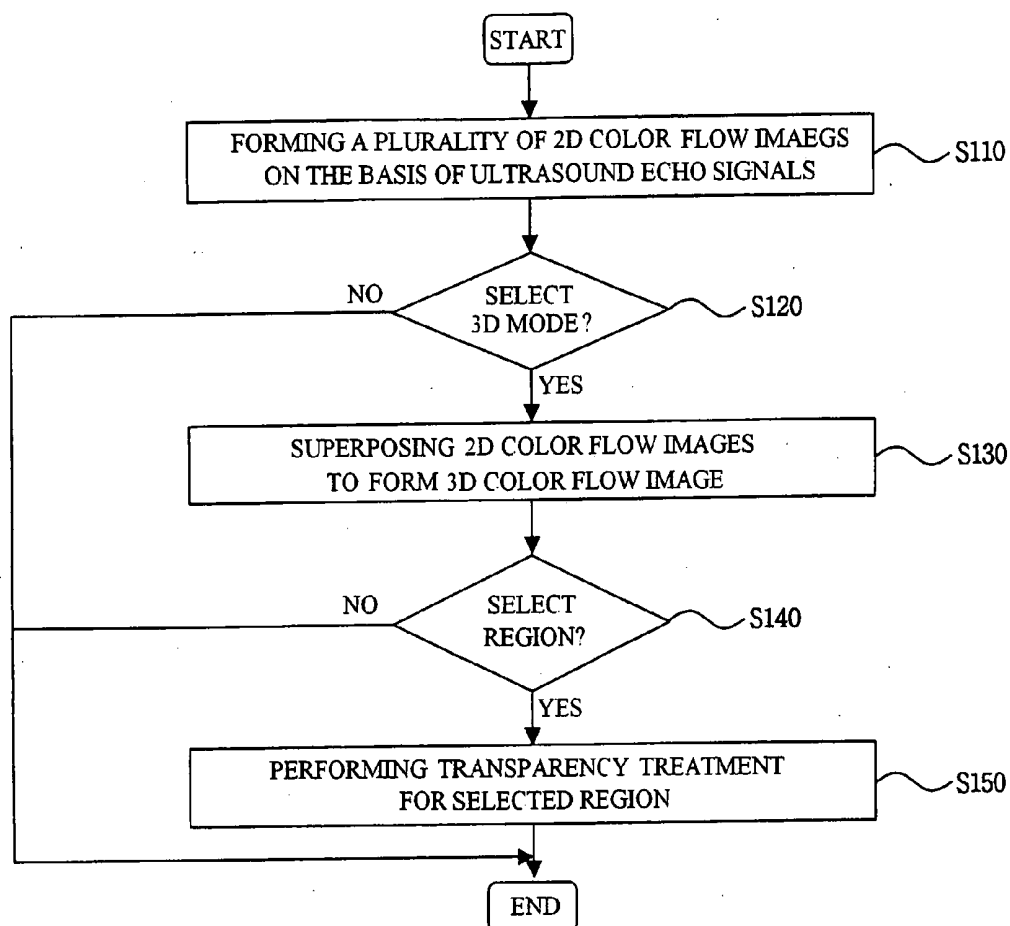 START
FORMING A PLURALITY OF 2D COLOR FLOW IMAEGS
ON THE BASIS OF ULTRASOUND ECHO SIGNALS
S110
NO
SELECT
3D MODE?
S120
YES
SUPERPOSING 2D COLOR FLOW IMAGES
TO FORM 3D COLOR FLOW IMAGE
S130
NO
SELECT
REGION?
S140
YES
PERFORMING TRANSPARENCY TREATMENT
FOR SELECTED REGION
S150
END